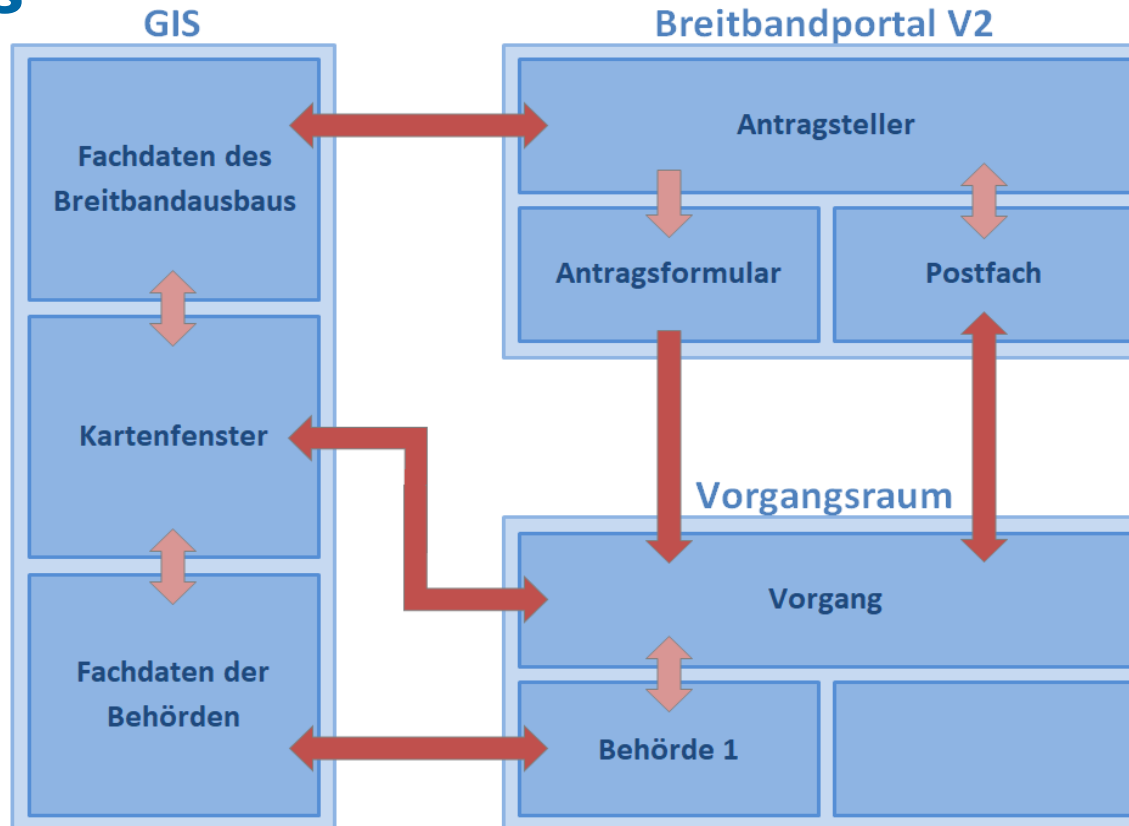 GIS
Breitbandportal V2
Fachdaten des
Breitbandausbaus
Antragsteller
Antragsformular
Postfach
Kartenfenster
Vorgangsraum
Vorgang
Fachdaten der
Behörden
Behörde 1